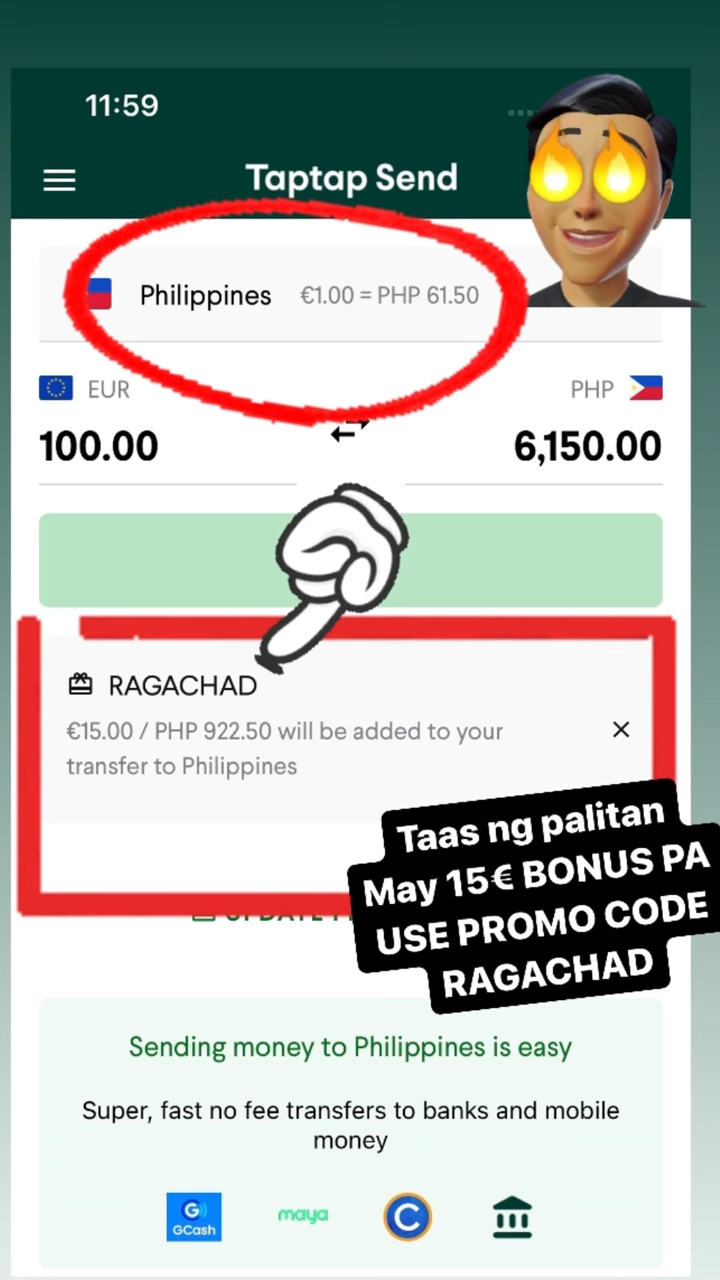 11:59
Taptap Send
Philippines €1.00 = PHP 61.50
EUR PHP
100.00 6,150.00
RAGACHAD
€15.00 / PHP 922.50 will be added to your
transfer to Philippines
Taas ng palitan
May 15€ BONUS PA
USE PROMO CODE
RAGACHAD
UPDATE
Sending money to Philippines is easy
Super, fast no fee transfers to banks and mobile
money
G
GCash
maya
C